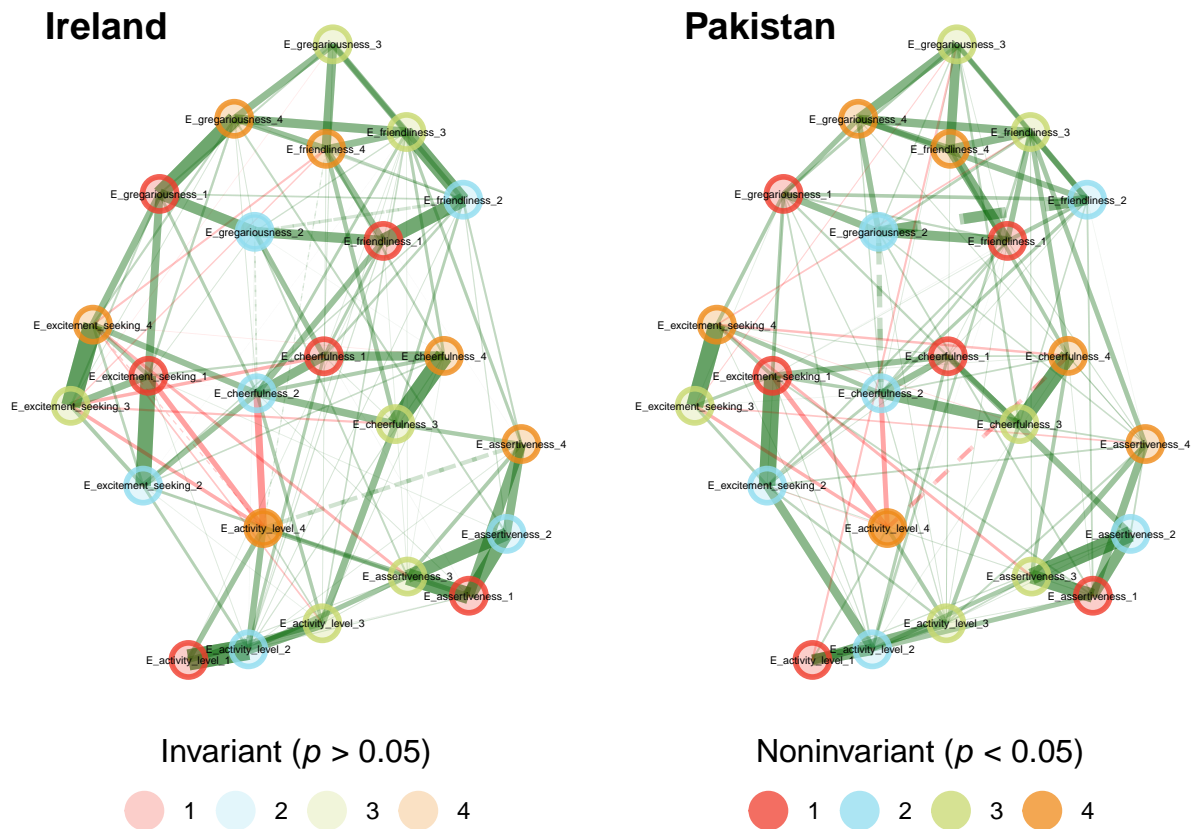 Ireland
E_gregariousness_3
E_gregariousness_4
E_friendliness_3
E_friendliness_4
E_gregariousness_1
E_friendliness_2
E_gregariousness_2
E_friendliness_1
E_excitement_seeking_4
E_cheerfulness_1
E_cheerfulness_4
E_excitement_seeking_1
E_cheerfulness_2
E_excitement_seeking_3
E_cheerfulness_3
E_assertiveness_4
E_excitement_seeking_2
E_activity_level_4
E_assertiveness_2
E_assertiveness_3
E_assertiveness_1
E_activity_level_3
E_activity_level_2
E_activity_level_1
Pakistan
E_gregariousness_3
E_gregariousness_4
E_friendliness_3
E_friendliness_4
E_gregariousness_1
E_friendliness_2
E_gregariousness_2
E_friendliness_1
E_excitement_seeking_4
E_cheerfulness_1
E_cheerfulness_4
E_excitement_seeking_1
E_cheerfulness_2
E_excitement_seeking_3
E_cheerfulness_3
E_assertiveness_4
E_excitement_seeking_2
E_activity_level_4
E_assertiveness_2
E_assertiveness_3
E_assertiveness_1
E_activity_level_3
E_activity_level_2
E_activity_level_1
Invariant (p > 0.05)
1 2 3 4
Noninvariant (p < 0.05)
1 2 3 4